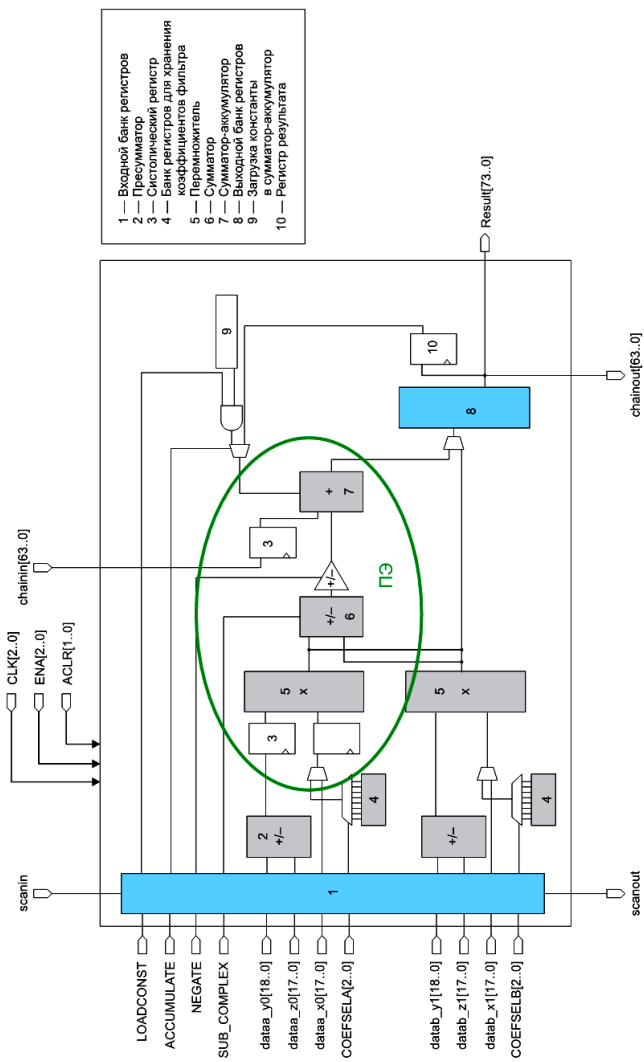 1 — Входной банк регистров
2 — Пресумматор
3 — Систолический регистр
4 — Банк регистров для хранения
коэффициентов фильтра
5 — Перемножитель
6 — Сумматор
7 — Сумматор-аккумулятор
8 — Выходной банк регистров
9 — Загрузка константы
в сумматор-аккумулятор
10 — Регистр результата
CLK[2..0]
ENA[2..0]
ACLR[1..0]
scanin
chainin[63..0]
LOADCONST
ACCUMULATE
NEGATE
SUB_COMPLEX
dataa_y0[18..0]
dataa_z0[17..0]
dataa_x0[17..0]
COEFSELA[2..0]
datab_y1[18..0]
datab_z1[17..0]
datab_x1[17..0]
COEFSELB[2..0]
1
2
+/–
3
4
5
x
+/–
6
+/–
3
+
7
9
10
ПЭ
+/–
4
5
x
8
Result[73..0]
scanout
chainout[63..0]